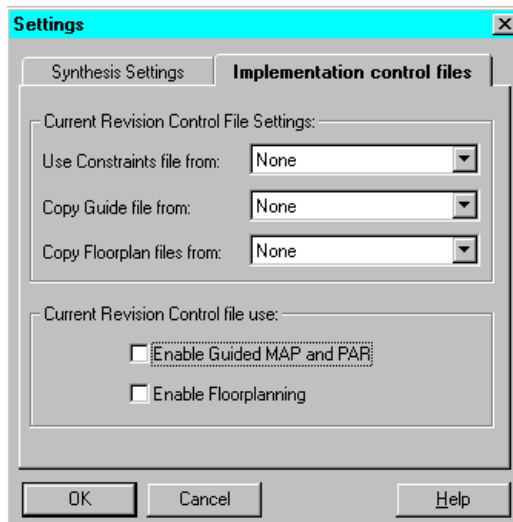 Settings
Synthesis Settings
Implementation control files
Current Revision Control File Settings:
Use Constraints file from:
None
Copy Guide file from:
None
Copy Floorplan files from:
None
Current Revision Control file use:
Enable Guided MAP and PAR
Enable Floorplanning
OK
Cancel
Help